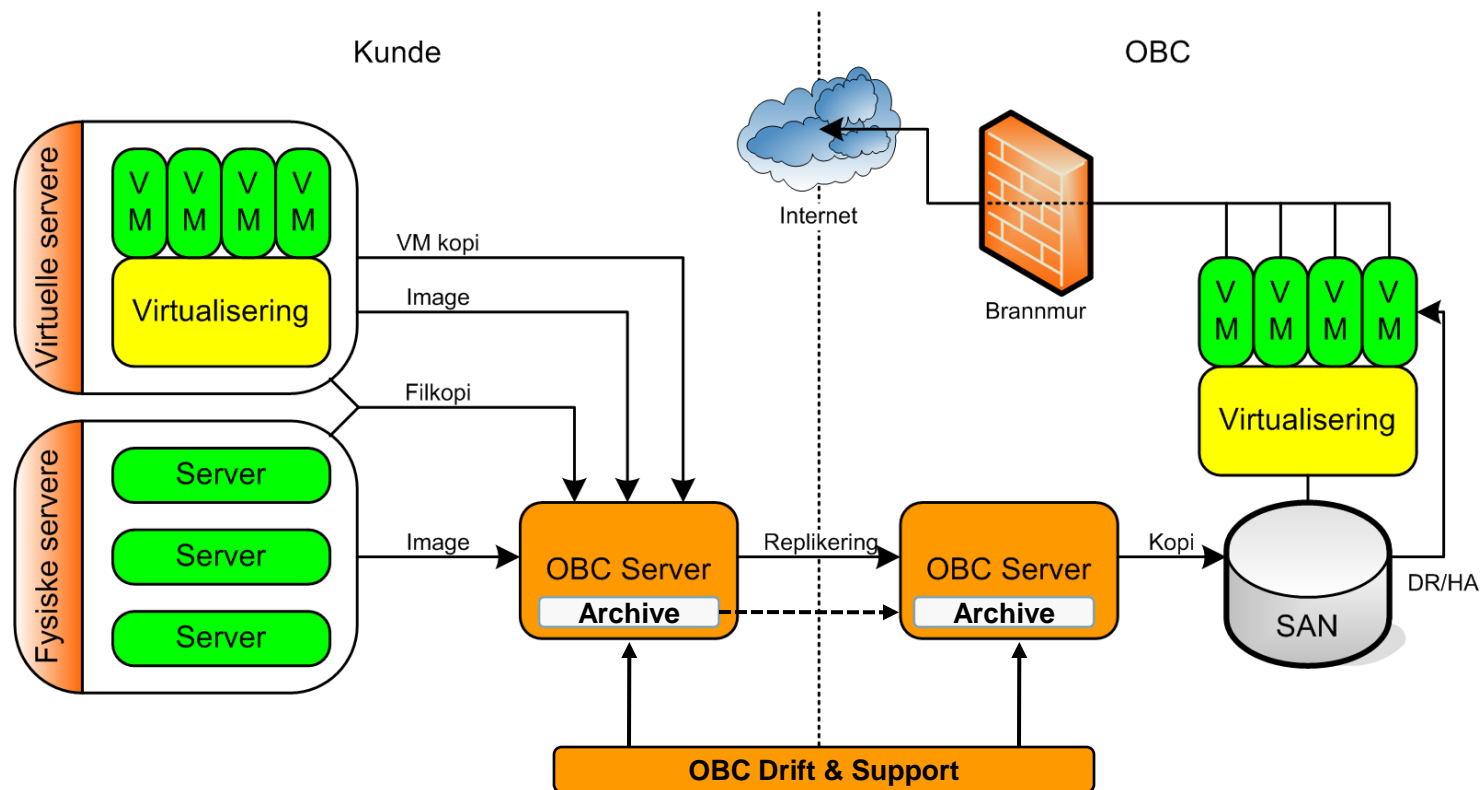 Kunde
OBC
Virtuelle servere
V
M
V
M
V
M
V
M
Virtualisering
VM kopi
Image
Filkopi
Internet
Brannmur
V
M
V
M
V
M
V
M
Virtualisering
Fysiske servere
Server
Server
Server
Image
OBC Server
Archive
Replikering
OBC Server
Archive
Kopi
SAN
DR/HA
OBC Drift & Support